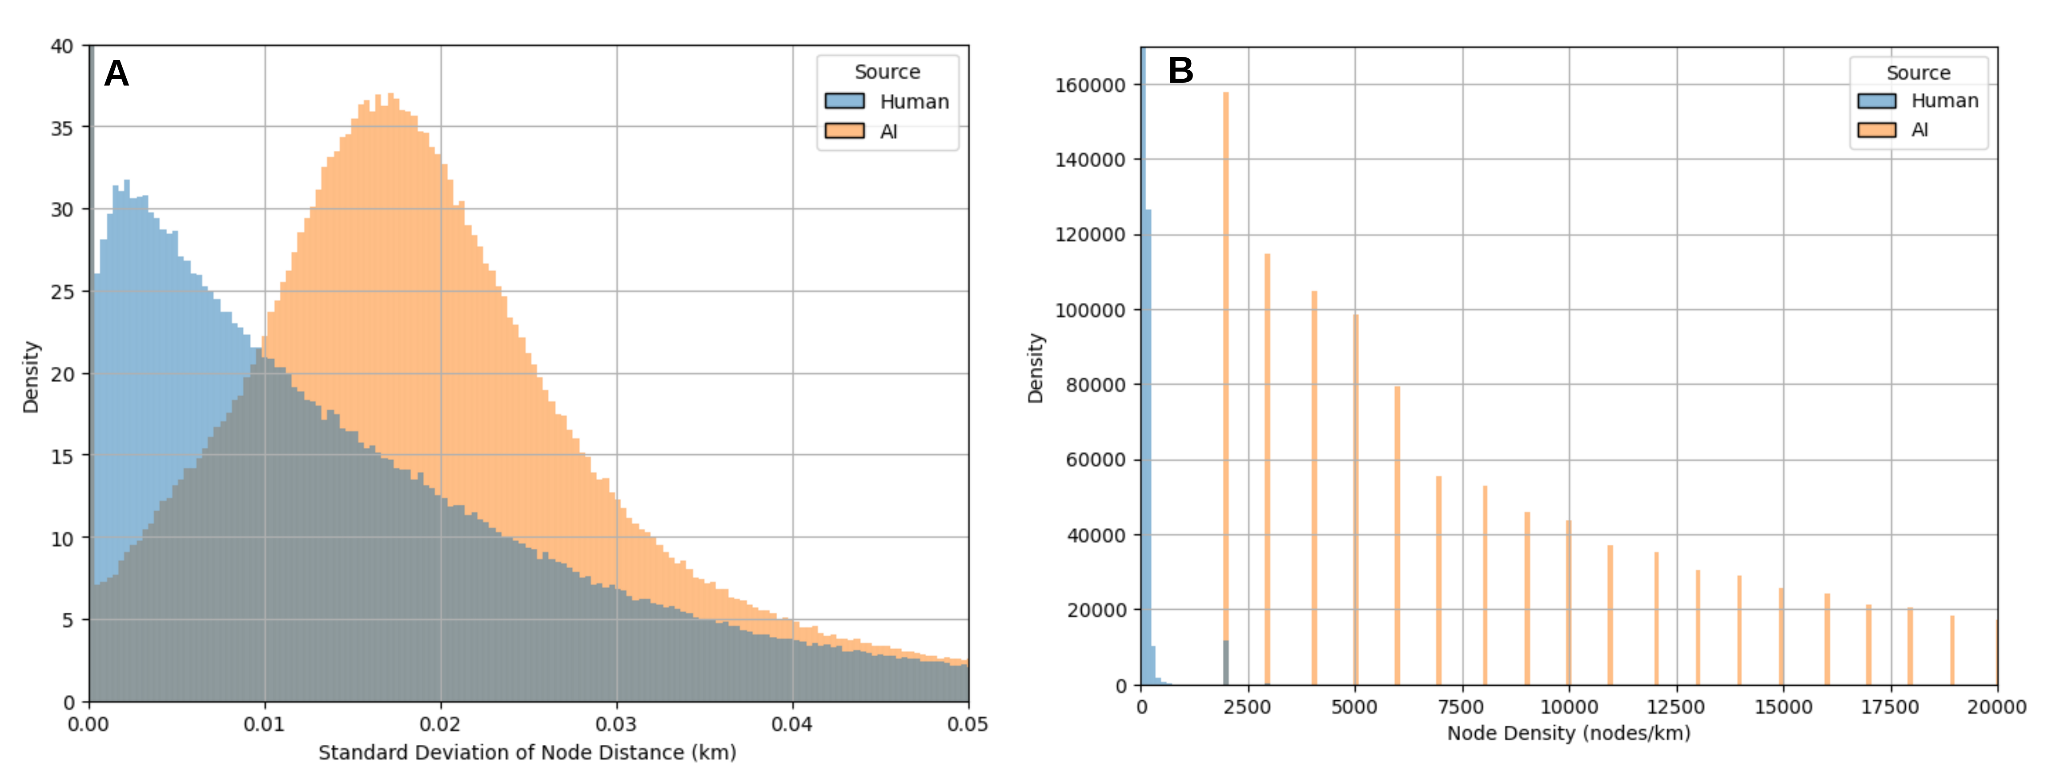 A
Source
Human
AI
40
35
30
25
20
15
10
5
0
Density
0.00 0.01 0.02 0.03 0.04 0.05
Standard Deviation of Node Distance (km)
B
Source
Human
AI
160000
140000
120000
100000
80000
60000
40000
20000
0
Density
0 2500 5000 7500 10000 12500 15000 17500 20000
Node Density (nodes/km)